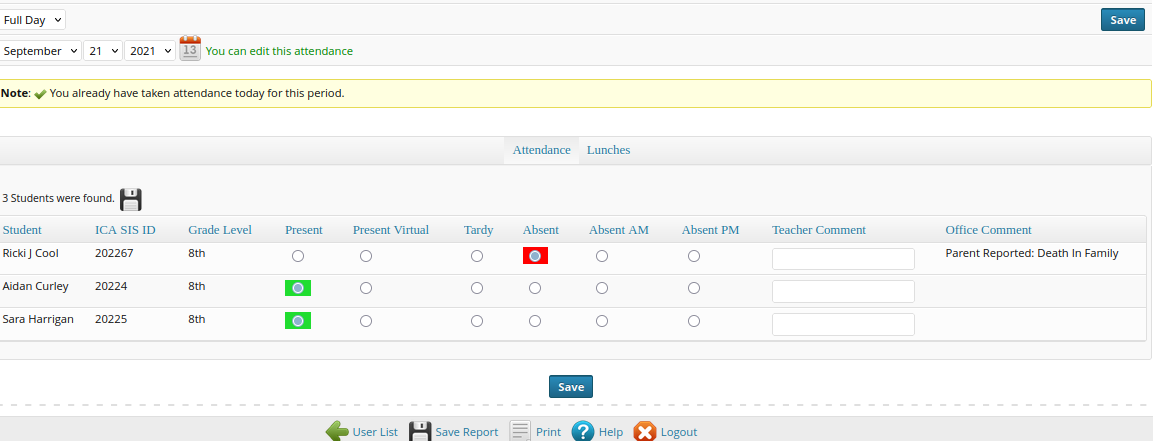 Full Day Save
September 21 2021 13 You can edit this attendance
Note: You already have taken attendance today for this period.
Attendance Lunches
3 Students were found.
Student ICA SIS ID Grade Level Present Present Virtual Tardy Absent Absent AM Absent PM Teacher Comment Office Comment
Ricki J Cool 202267 8th Parent Reported: Death In Family
Aidan Curley 20224 8th
Sara Harrigan 20225 8th
Save
User List Save Report Print ? Help Logout